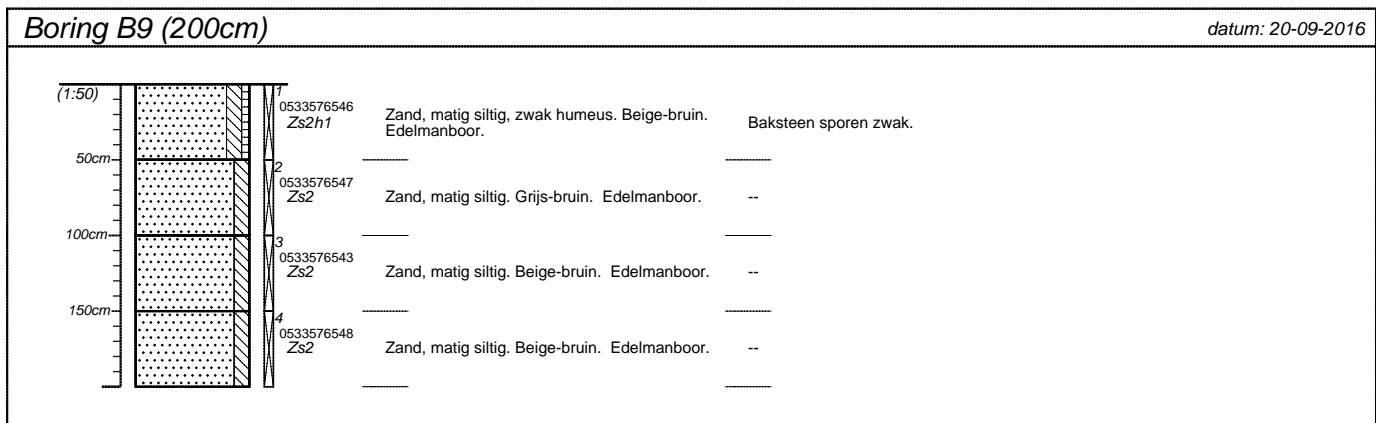 Boring B9 (200cm)
datum: 20-09-2016
(1:50)
1
0533576546
Zs2h1
Zand, matig siltig, zwak humeus. Beige-bruin.
Edelmanboor.
Baksteen sporen zwak.
50cm
2
0533576547
Zs2
Zand, matig siltig. Grijs-bruin. Edelmanboor.
--
100cm
3
0533576543
Zs2
Zand, matig siltig. Beige-bruin. Edelmanboor.
--
150cm
4
0533576548
Zs2
Zand, matig siltig. Beige-bruin. Edelmanboor.
--